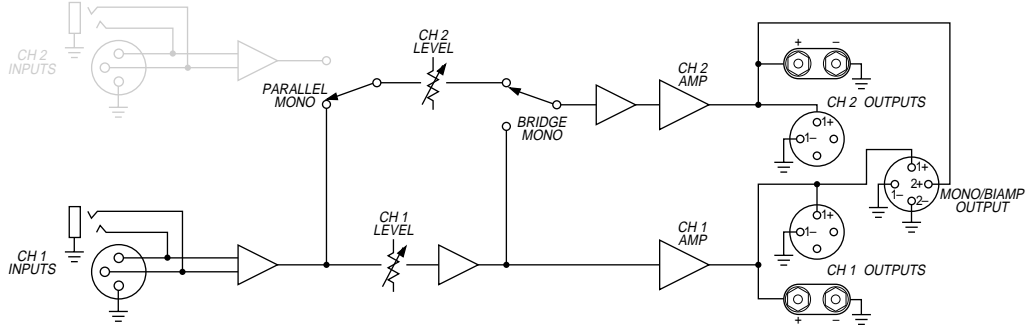 CH 2
INPUTS
PARALLEL
MONO
CH 2
LEVEL
BRIDGE
MONO
CH 2
AMP
+ –
CH 2 OUTPUTS
1+
1–
1+
2+
1–
2–
MONO/BIAMP
OUTPUT
CH 1
INPUTS
CH 1
LEVEL
CH 1
AMP
1+
1–
CH 1 OUTPUTS
+ –